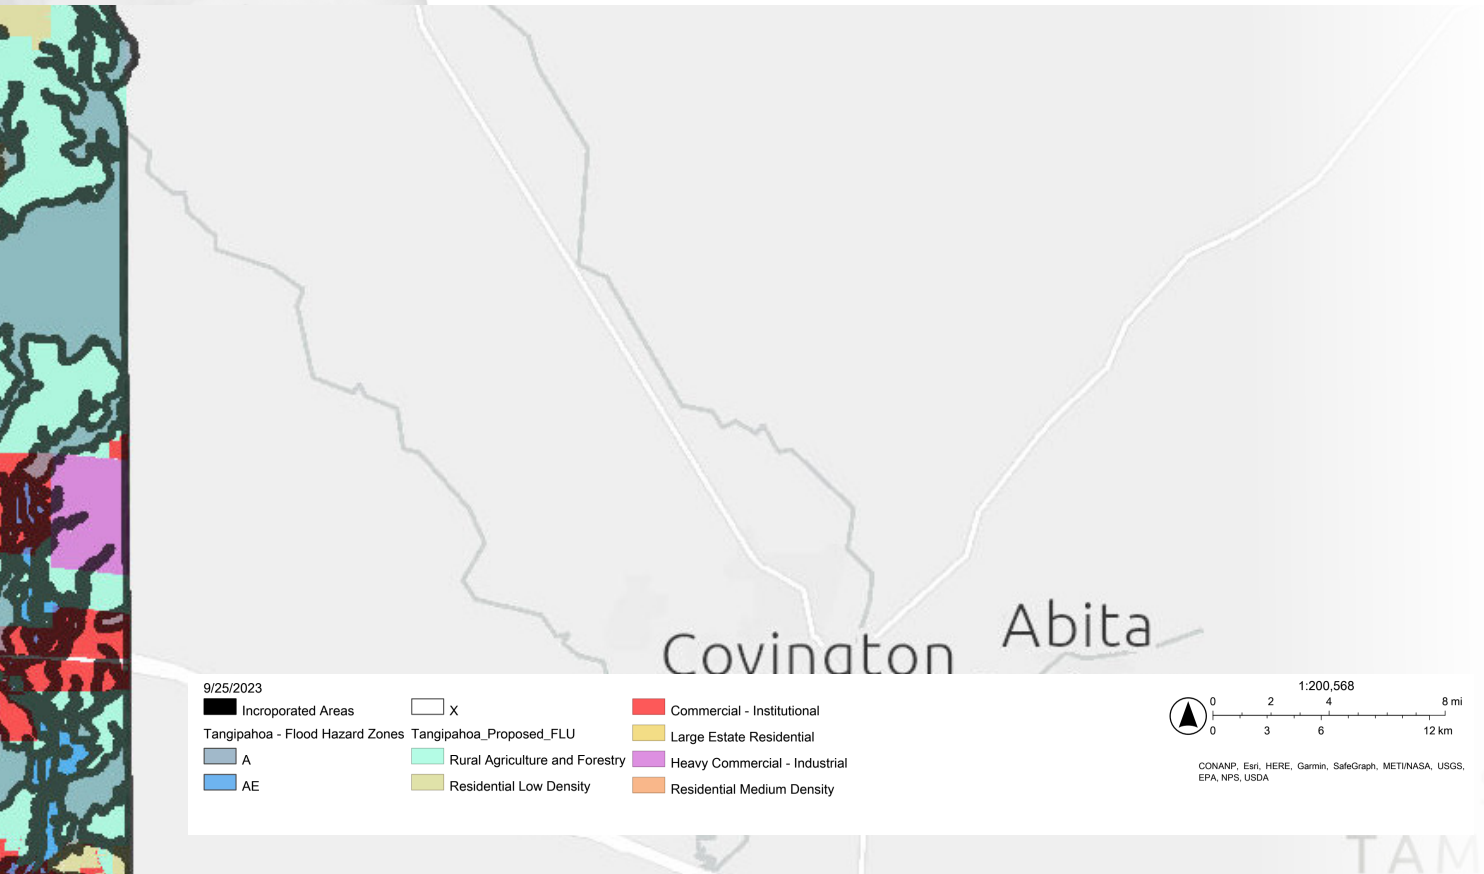 Abita
Covington
9/25/2023
Incroporated Areas
Tangipahoa - Flood Hazard Zones
A
AE
X
Tangipahoa_Proposed_FLU
Rural Agriculture and Forestry
Residential Low Density
Commercial - Institutional
Large Estate Residential
Heavy Commercial - Industrial
Residential Medium Density
1:200,568
0 2 4 8 mi
0 3 6 12 km
CONANP, Esri, HERE, Garmin, SafeGraph, METI/NASA, USGS,
EPA, NPS, USDA
TAM